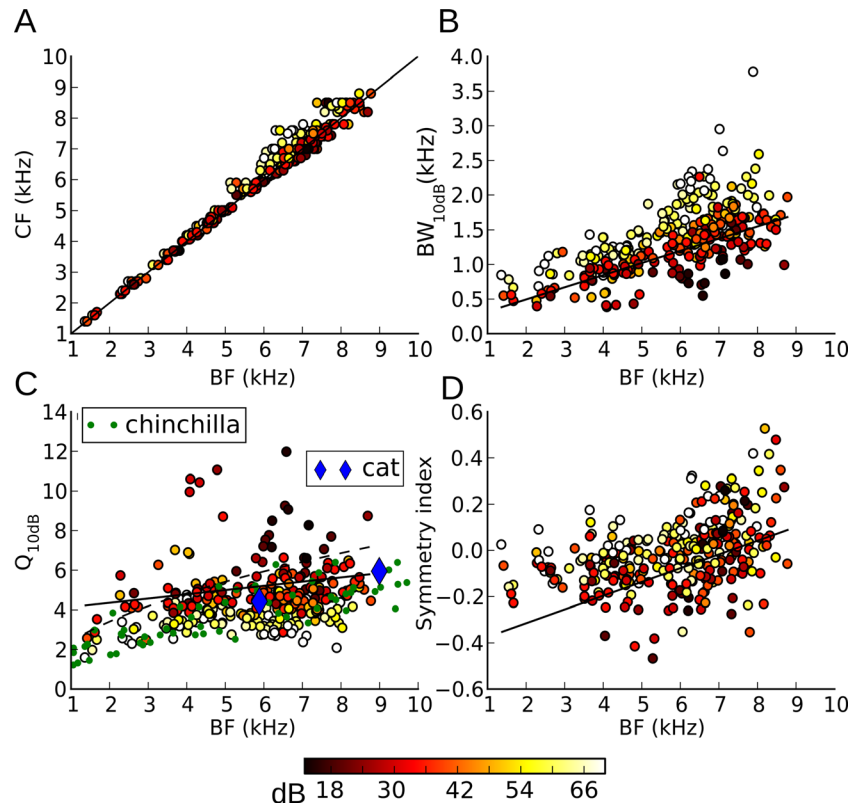 A
B
10
9
8
7
6
5
4
3
2
1
CF (kHz)
1 2 3 4 5 6 7 8 9 10
BF (kHz)
4.0
3.5
3.0
2.5
2.0
1.5
1.0
0.5
0.0
BW10dB(kHz)
1 2 3 4 5 6 7 8 9 10
BF (kHz)
C
D
14
12
10
8
6
4
2
0
Q10dB
chinchilla
cat
1 2 3 4 5 6 7 8 9 10
BF (kHz)
0.6
0.4
0.2
0.0
−0.2
−0.4
−0.6
Symmetry index
1 2 3 4 5 6 7 8 9 10
BF (kHz)
dB 18 30 42 54 66